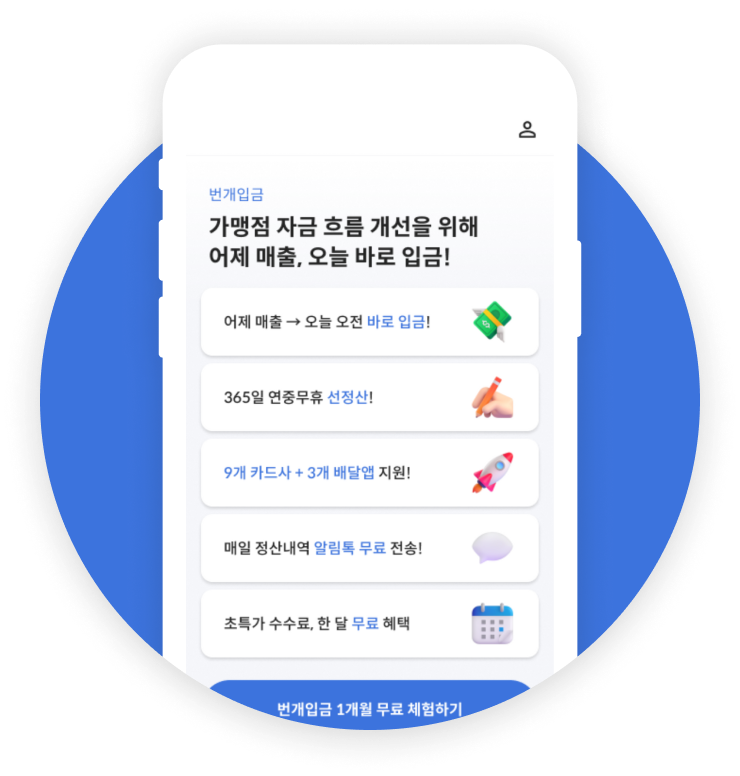 번개입금
가맹점 자금 흐름 개선을 위해
어제 매출, 오늘 바로 입금!
어제 매출 → 오늘 오전 바로 입금!
365일 연중무휴 선정산!
9개 카드사 + 3개 배달앱 지원!
매일 정산내역 알림톡 무료 전송!
초특가 수수료, 한 달 무료 혜택
번개입금 1개월 무료 체험하기